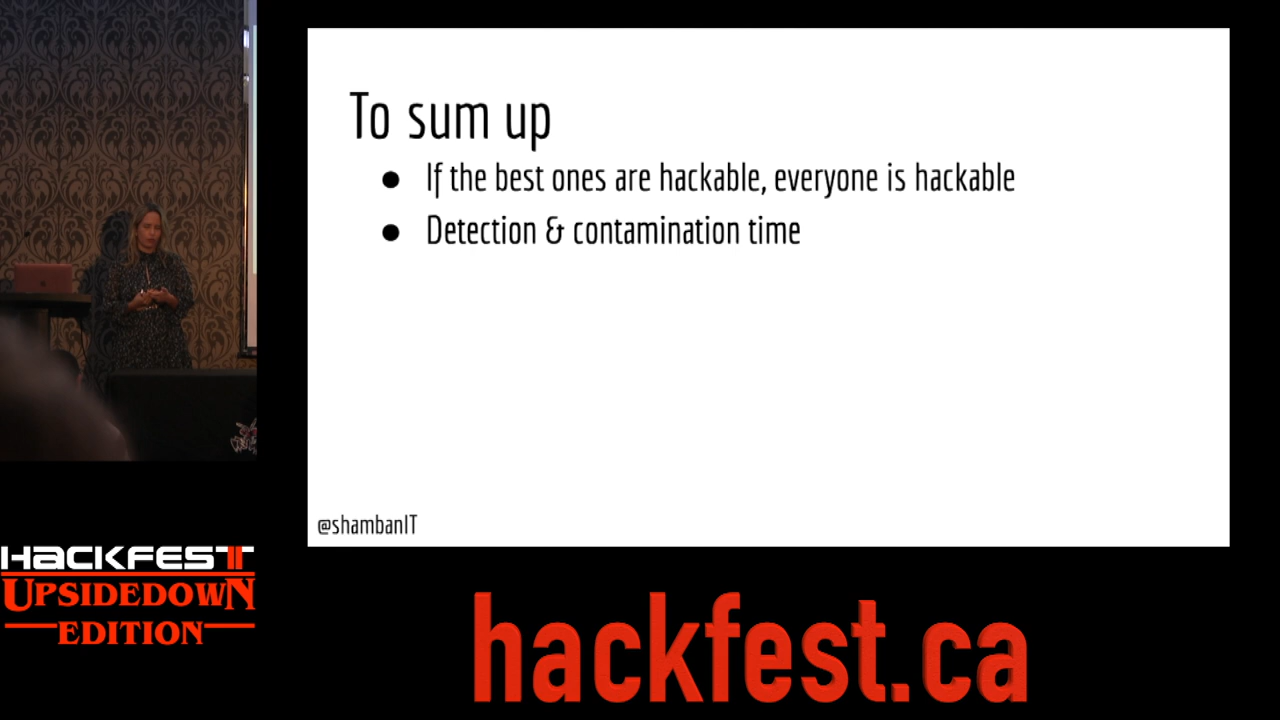 To sum up
● If the best ones are hackable, everyone is hackable
● Detection & contamination time
@shambanIT
HACKFEST
UPSIDEDOWN
EDITION
hackfest.ca